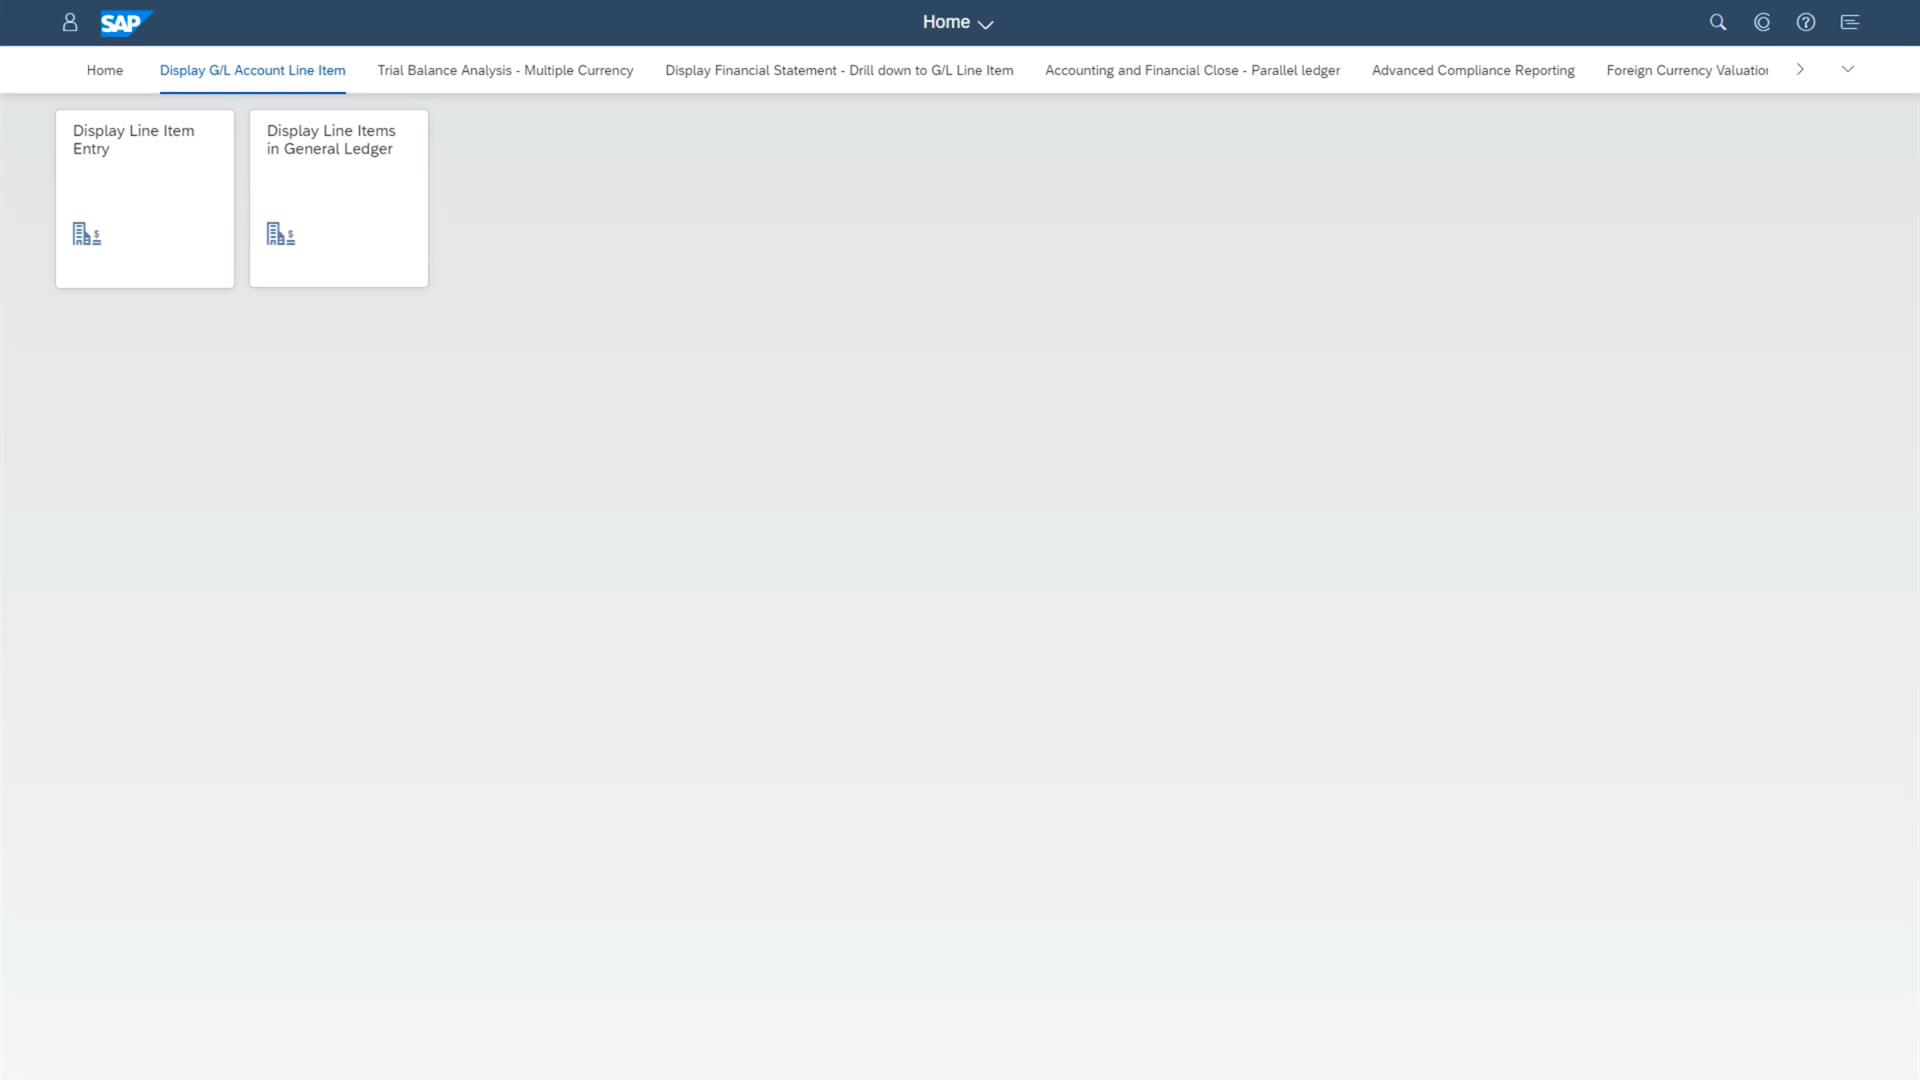 SAP
Home
Home
Display G/L Account Line Item
Trial Balance Analysis - Multiple Currency
Display Financial Statement - Drill down to G/L Line Item
Accounting and Financial Close - Parallel ledger
Advanced Compliance Reporting
Foreign Currency Valuation
Display Line Item
Entry
$
Display Line Items
in General Ledger
$